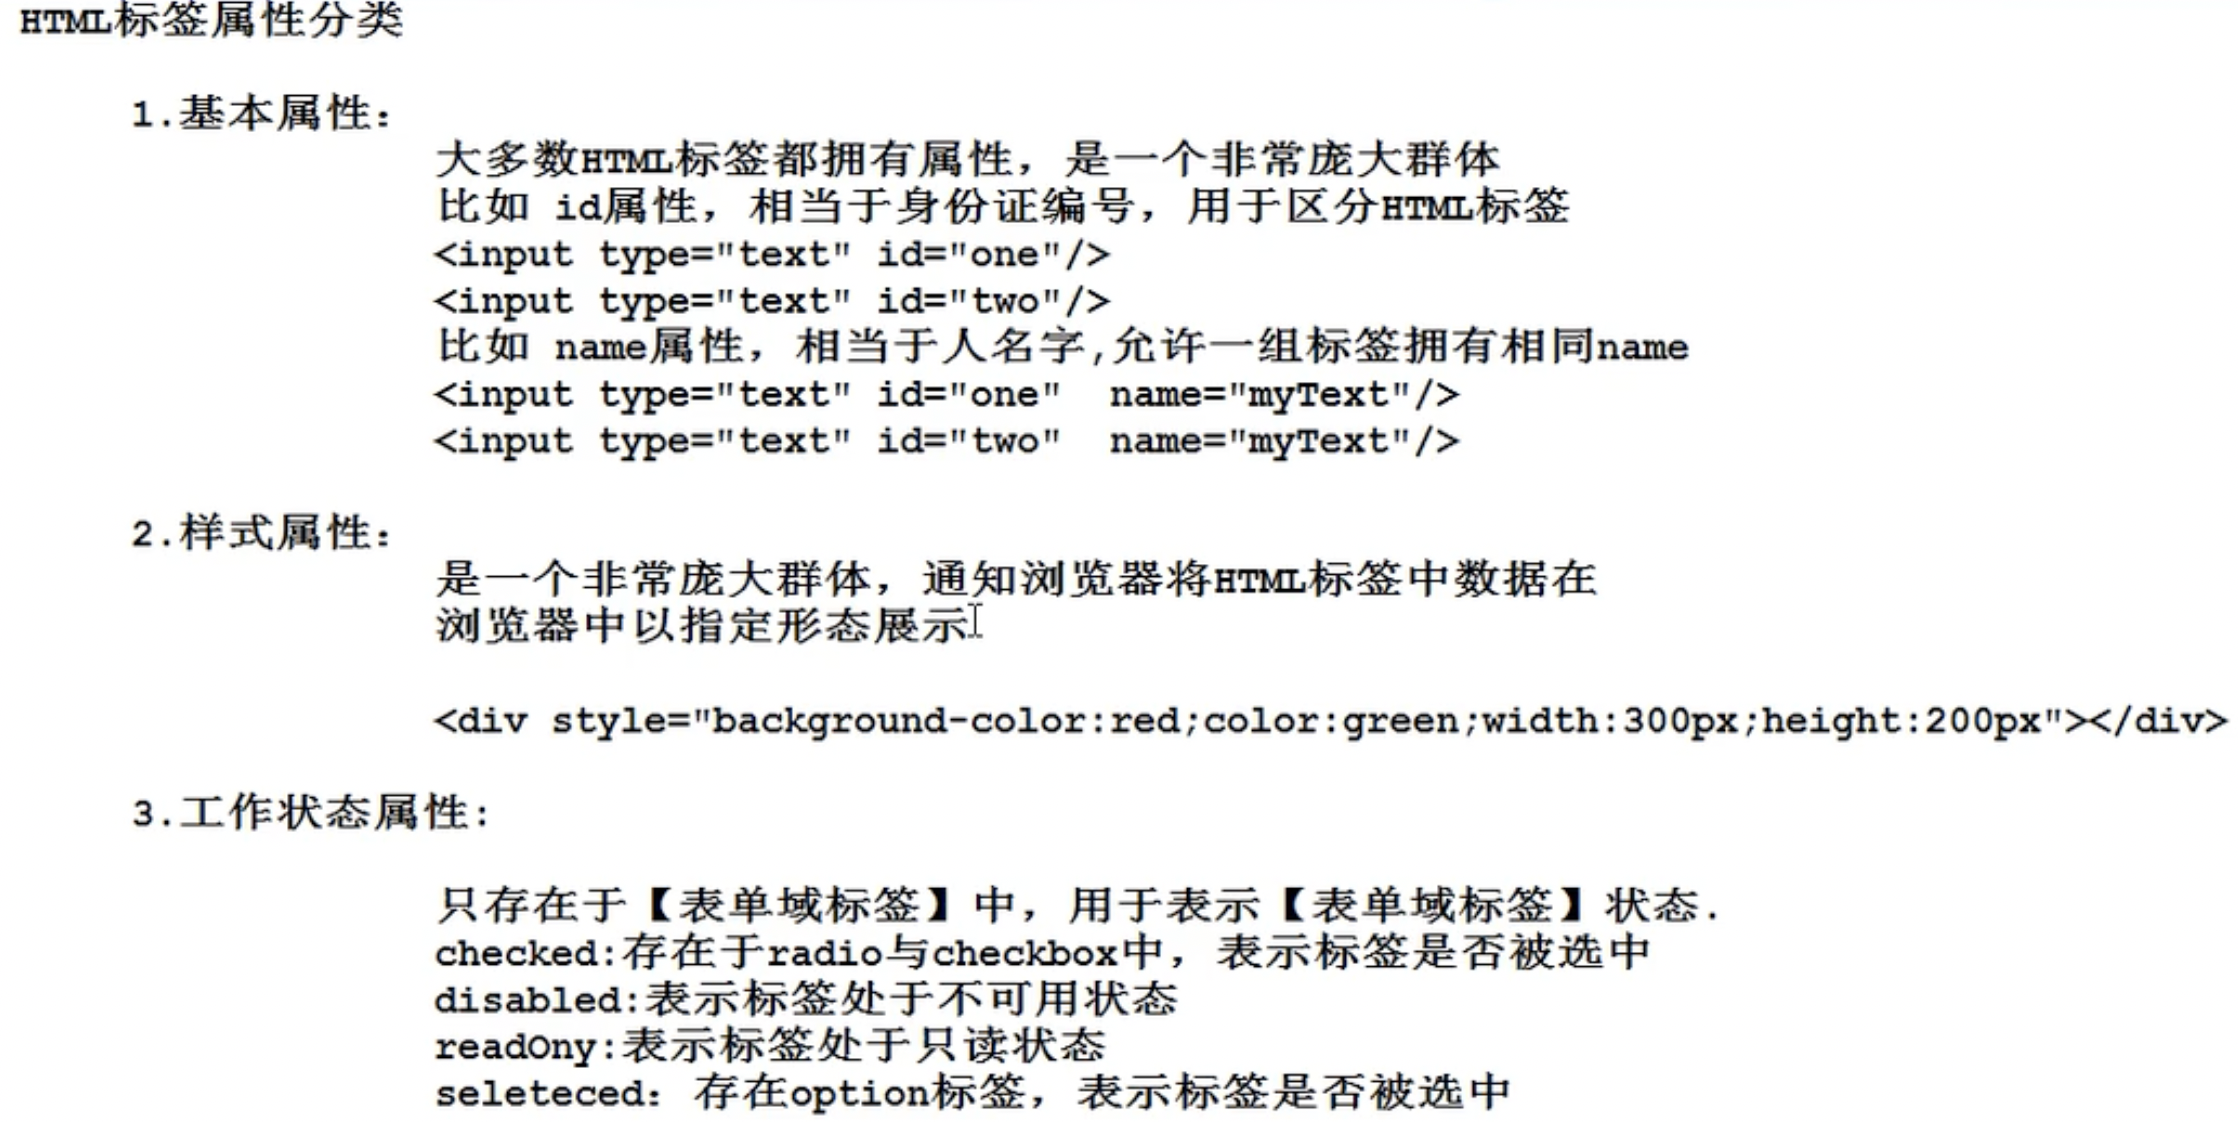 HTML标签属性分类
1.基本属性：
大多数HTML标签都拥有属性，是一个非常庞大群体
比如 id属性，相当于身份证编号，用于区分HTML标签
<input type="text" id="one"/>
<input type="text" id="two"/>
比如 name属性，相当于人名字,允许一组标签拥有相同name
<input type="text" id="one"  name="myText"/>
<input type="text" id="two"  name="myText"/>
2.样式属性：
是一个非常庞大群体，通知浏览器将HTML标签中数据在
浏览器中以指定形态展示
<div style="background-color:red;color:green;width:300px;height:200px"></div>
3.工作状态属性:
只存在于【表单域标签】中，用于表示【表单域标签】状态.
checked:存在于radio与checkbox中，表示标签是否被选中
disabled:表示标签处于不可用状态
readOny:表示标签处于只读状态
seleteced：存在option标签，表示标签是否被选中